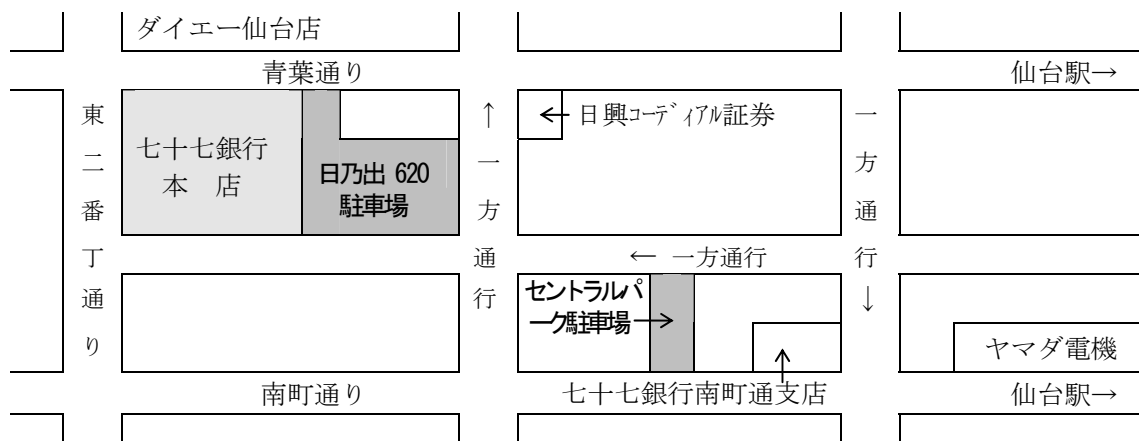 ダイエー仙台店
青葉通り
仙台駅→
東二番丁通り
七十七銀行
本　店
日乃出 620
駐車場
↑一方通行
← 日興コーディアル証券
一方通行↓
← 一方通行
セントラルパ
ーク駐車場
ヤマダ電機
南町通り
七十七銀行南町通支店
仙台駅→